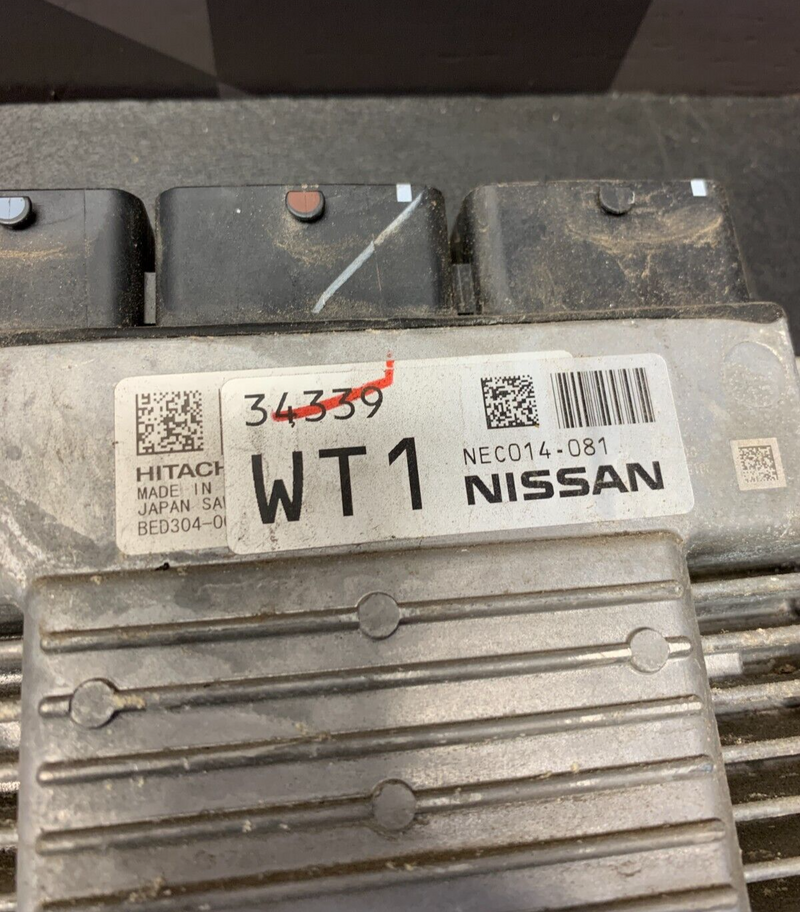 34339
WT1
NEC014-081
NISSAN
HITACH
MADE IN
JAPAN SA
BED304-0